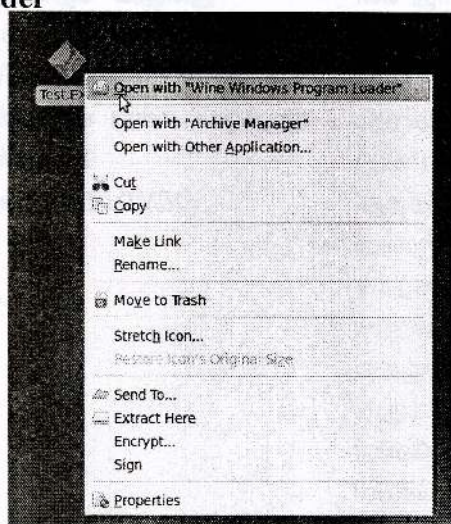 der
Test.EX
Open with "Wine Windows Program Loader"
Open with "Archive Manager"
Open with Other Application...
Cut
Copy
Make Link
Rename...
Move to Trash
Stretch Icon...
Restore Icon's Original Size
Send To...
Extract Here
Encrypt...
Sign
Properties